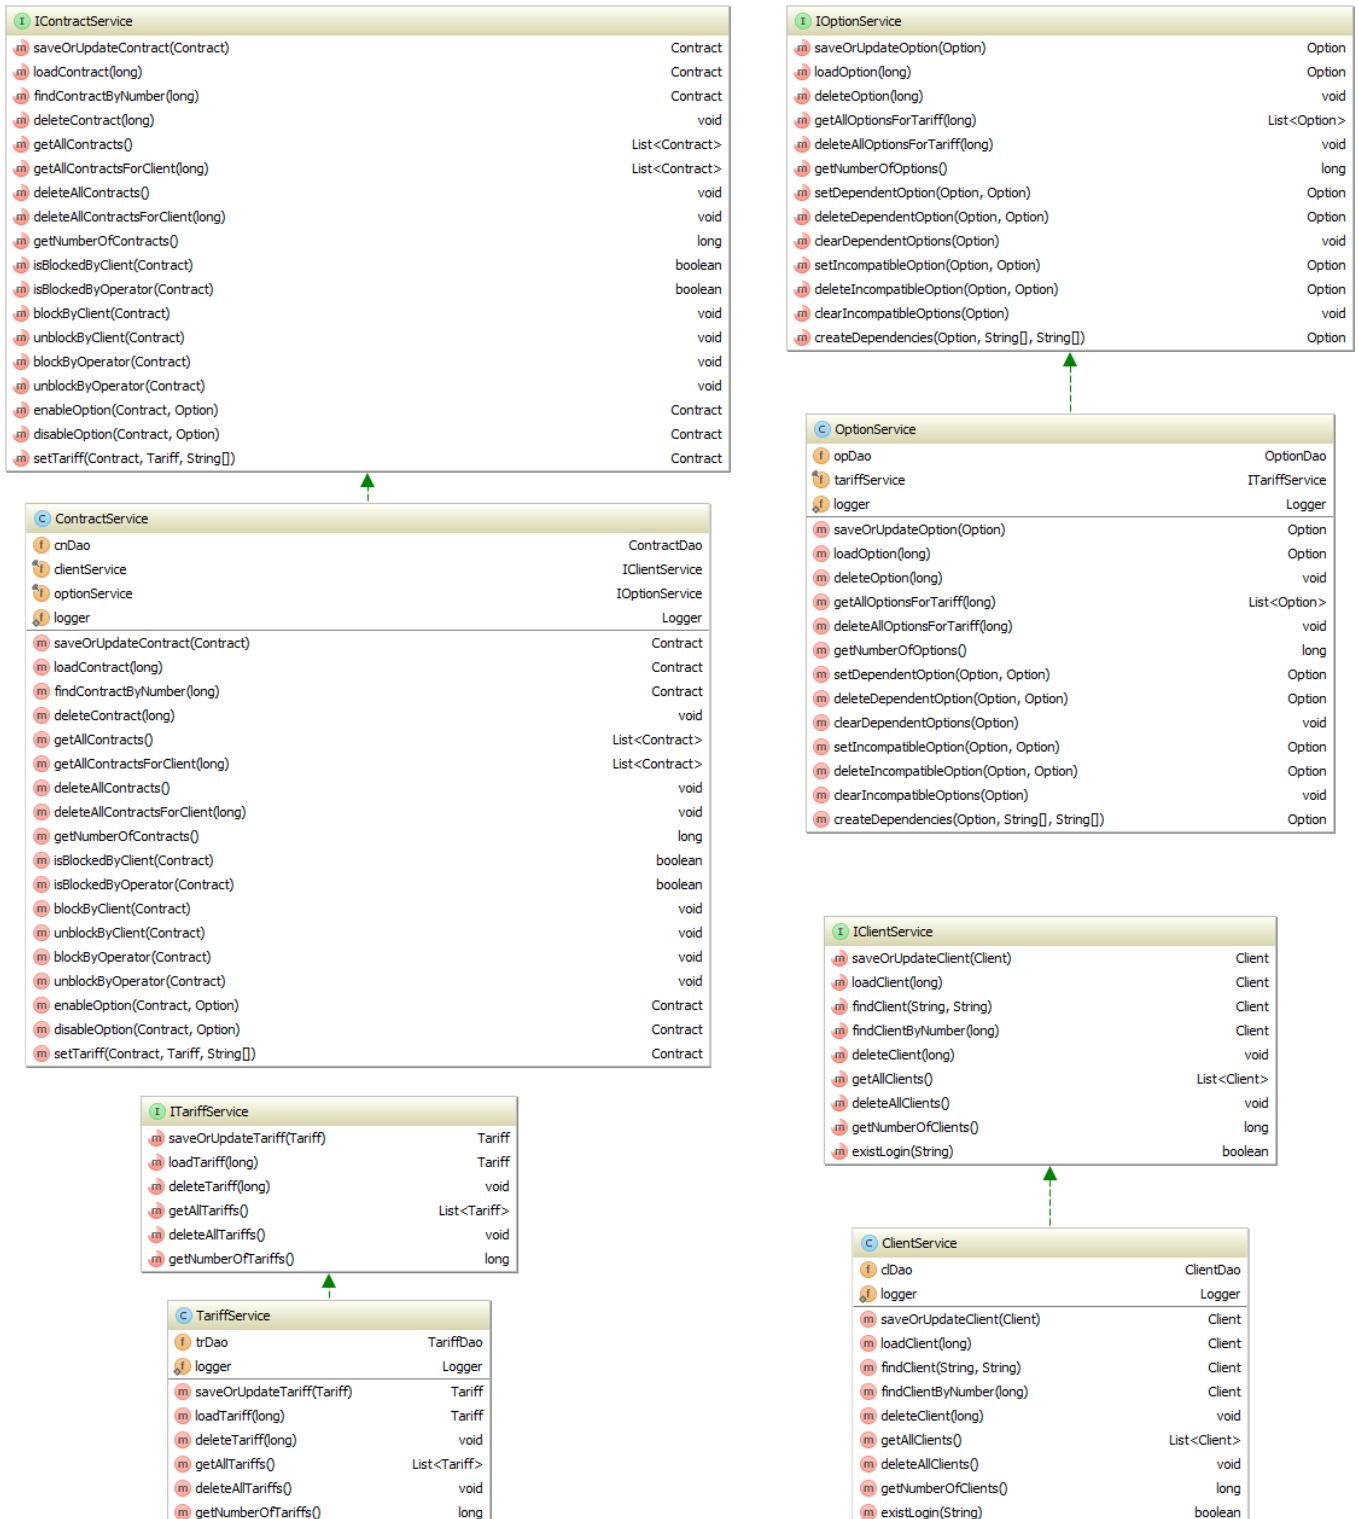 IContractService
saveOrUpdateContract(Contract) Contract
loadContract(long) Contract
findContractByNumber(long) Contract
deleteContract(long) void
getAllContracts() List<Contract>
getAllContractsForClient(long) List<Contract>
deleteAllContracts() void
deleteAllContractsForClient(long) void
getNumberOfContracts() long
isBlockedByClient(Contract) boolean
isBlockedByOperator(Contract) boolean
blockByClient(Contract) void
unblockByClient(Contract) void
blockByOperator(Contract) void
unblockByOperator(Contract) void
enableOption(Contract, Option) Contract
disableOption(Contract, Option) Contract
setTariff(Contract, Tariff, String[]) Contract
ContractService
cnDao ContractDao
clientService IClientService
optionService IOptionService
logger Logger
saveOrUpdateContract(Contract) Contract
loadContract(long) Contract
findContractByNumber(long) Contract
deleteContract(long) void
getAllContracts() List<Contract>
getAllContractsForClient(long) List<Contract>
deleteAllContracts() void
deleteAllContractsForClient(long) void
getNumberOfContracts() long
isBlockedByClient(Contract) boolean
isBlockedByOperator(Contract) boolean
blockByClient(Contract) void
unblockByClient(Contract) void
blockByOperator(Contract) void
unblockByOperator(Contract) void
enableOption(Contract, Option) Contract
disableOption(Contract, Option) Contract
setTariff(Contract, Tariff, String[]) Contract
ITariffService
saveOrUpdateTariff(Tariff) Tariff
loadTariff(long) Tariff
deleteTariff(long) void
getAllTariffs() List<Tariff>
deleteAllTariffs() void
getNumberOfTariffs() long
TariffService
trDao TariffDao
logger Logger
saveOrUpdateTariff(Tariff) Tariff
loadTariff(long) Tariff
deleteTariff(long) void
getAllTariffs() List<Tariff>
deleteAllTariffs() void
getNumberOfTariffs() long
IOptionService
saveOrUpdateOption(Option) Option
loadOption(long) Option
deleteOption(long) void
getAllOptionsForTariff(long) List<Option>
deleteAllOptionsForTariff(long) void
getNumberOfOptions() long
setDependentOption(Option, Option) Option
deleteDependentOption(Option, Option) Option
clearDependentOptions(Option) void
setIncompatibleOption(Option, Option) Option
deleteIncompatibleOption(Option, Option) Option
clearIncompatibleOptions(Option) void
createDependencies(Option, String[], String[]) Option
OptionService
opDao OptionDao
tariffService ITariffService
logger Logger
saveOrUpdateOption(Option) Option
loadOption(long) Option
deleteOption(long) void
getAllOptionsForTariff(long) List<Option>
deleteAllOptionsForTariff(long) void
getNumberOfOptions() long
setDependentOption(Option, Option) Option
deleteDependentOption(Option, Option) Option
clearDependentOptions(Option) void
setIncompatibleOption(Option, Option) Option
deleteIncompatibleOption(Option, Option) Option
clearIncompatibleOptions(Option) void
createDependencies(Option, String[], String[]) Option
IClientService
saveOrUpdateClient(Client) Client
loadClient(long) Client
findClient(String, String) Client
findClientByNumber(long) Client
deleteClient(long) void
getAllClients() List<Client>
deleteAllClients() void
getNumberOfClients() long
existLogin(String) boolean
ClientService
clDao ClientDao
logger Logger
saveOrUpdateClient(Client) Client
loadClient(long) Client
findClient(String, String) Client
findClientByNumber(long) Client
deleteClient(long) void
getAllClients() List<Client>
deleteAllClients() void
getNumberOfClients() long
existLogin(String) boolean